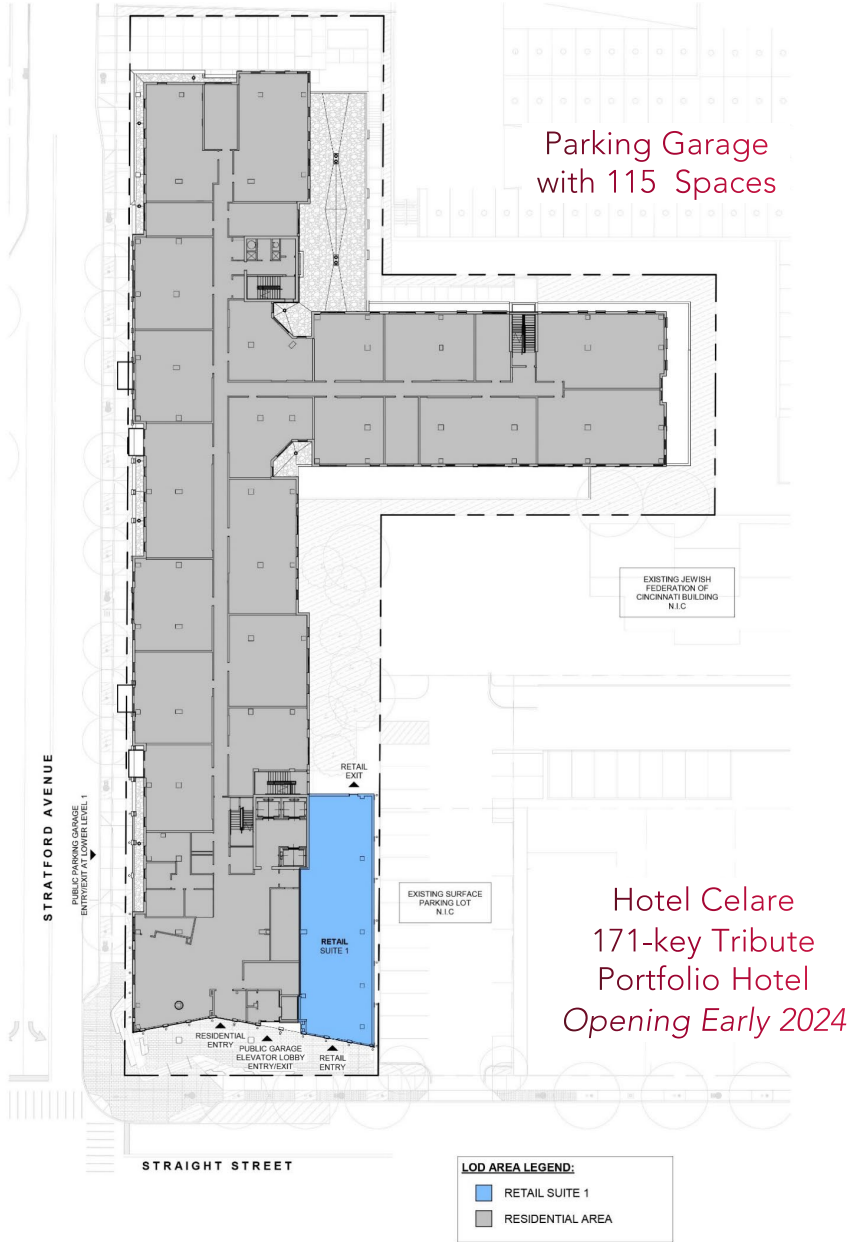 Parking Garage
with 115 Spaces
EXISTING JEWISH
FEDERATION OF
CINCINNATI BUILDING
N.I.C
STRATFORD AVENUE
PUBLIC PARKING GARAGE
ENTRY/EXIT AT LOWER LEVEL 1
RETAIL
EXIT
EXISTING SURFACE
PARKING LOT
N.I.C
RETAIL
SUITE 1
Hotel Celare
171-key Tribute
Portfolio Hotel
Opening Early 2024
RESIDENTIAL
ENTRY
PUBLIC GARAGE
ELEVATOR LOBBY
ENTRY/EXIT
RETAIL
ENTRY
STRAIGHT STREET
LOD AREA LEGEND:
RETAIL SUITE 1
RESIDENTIAL AREA